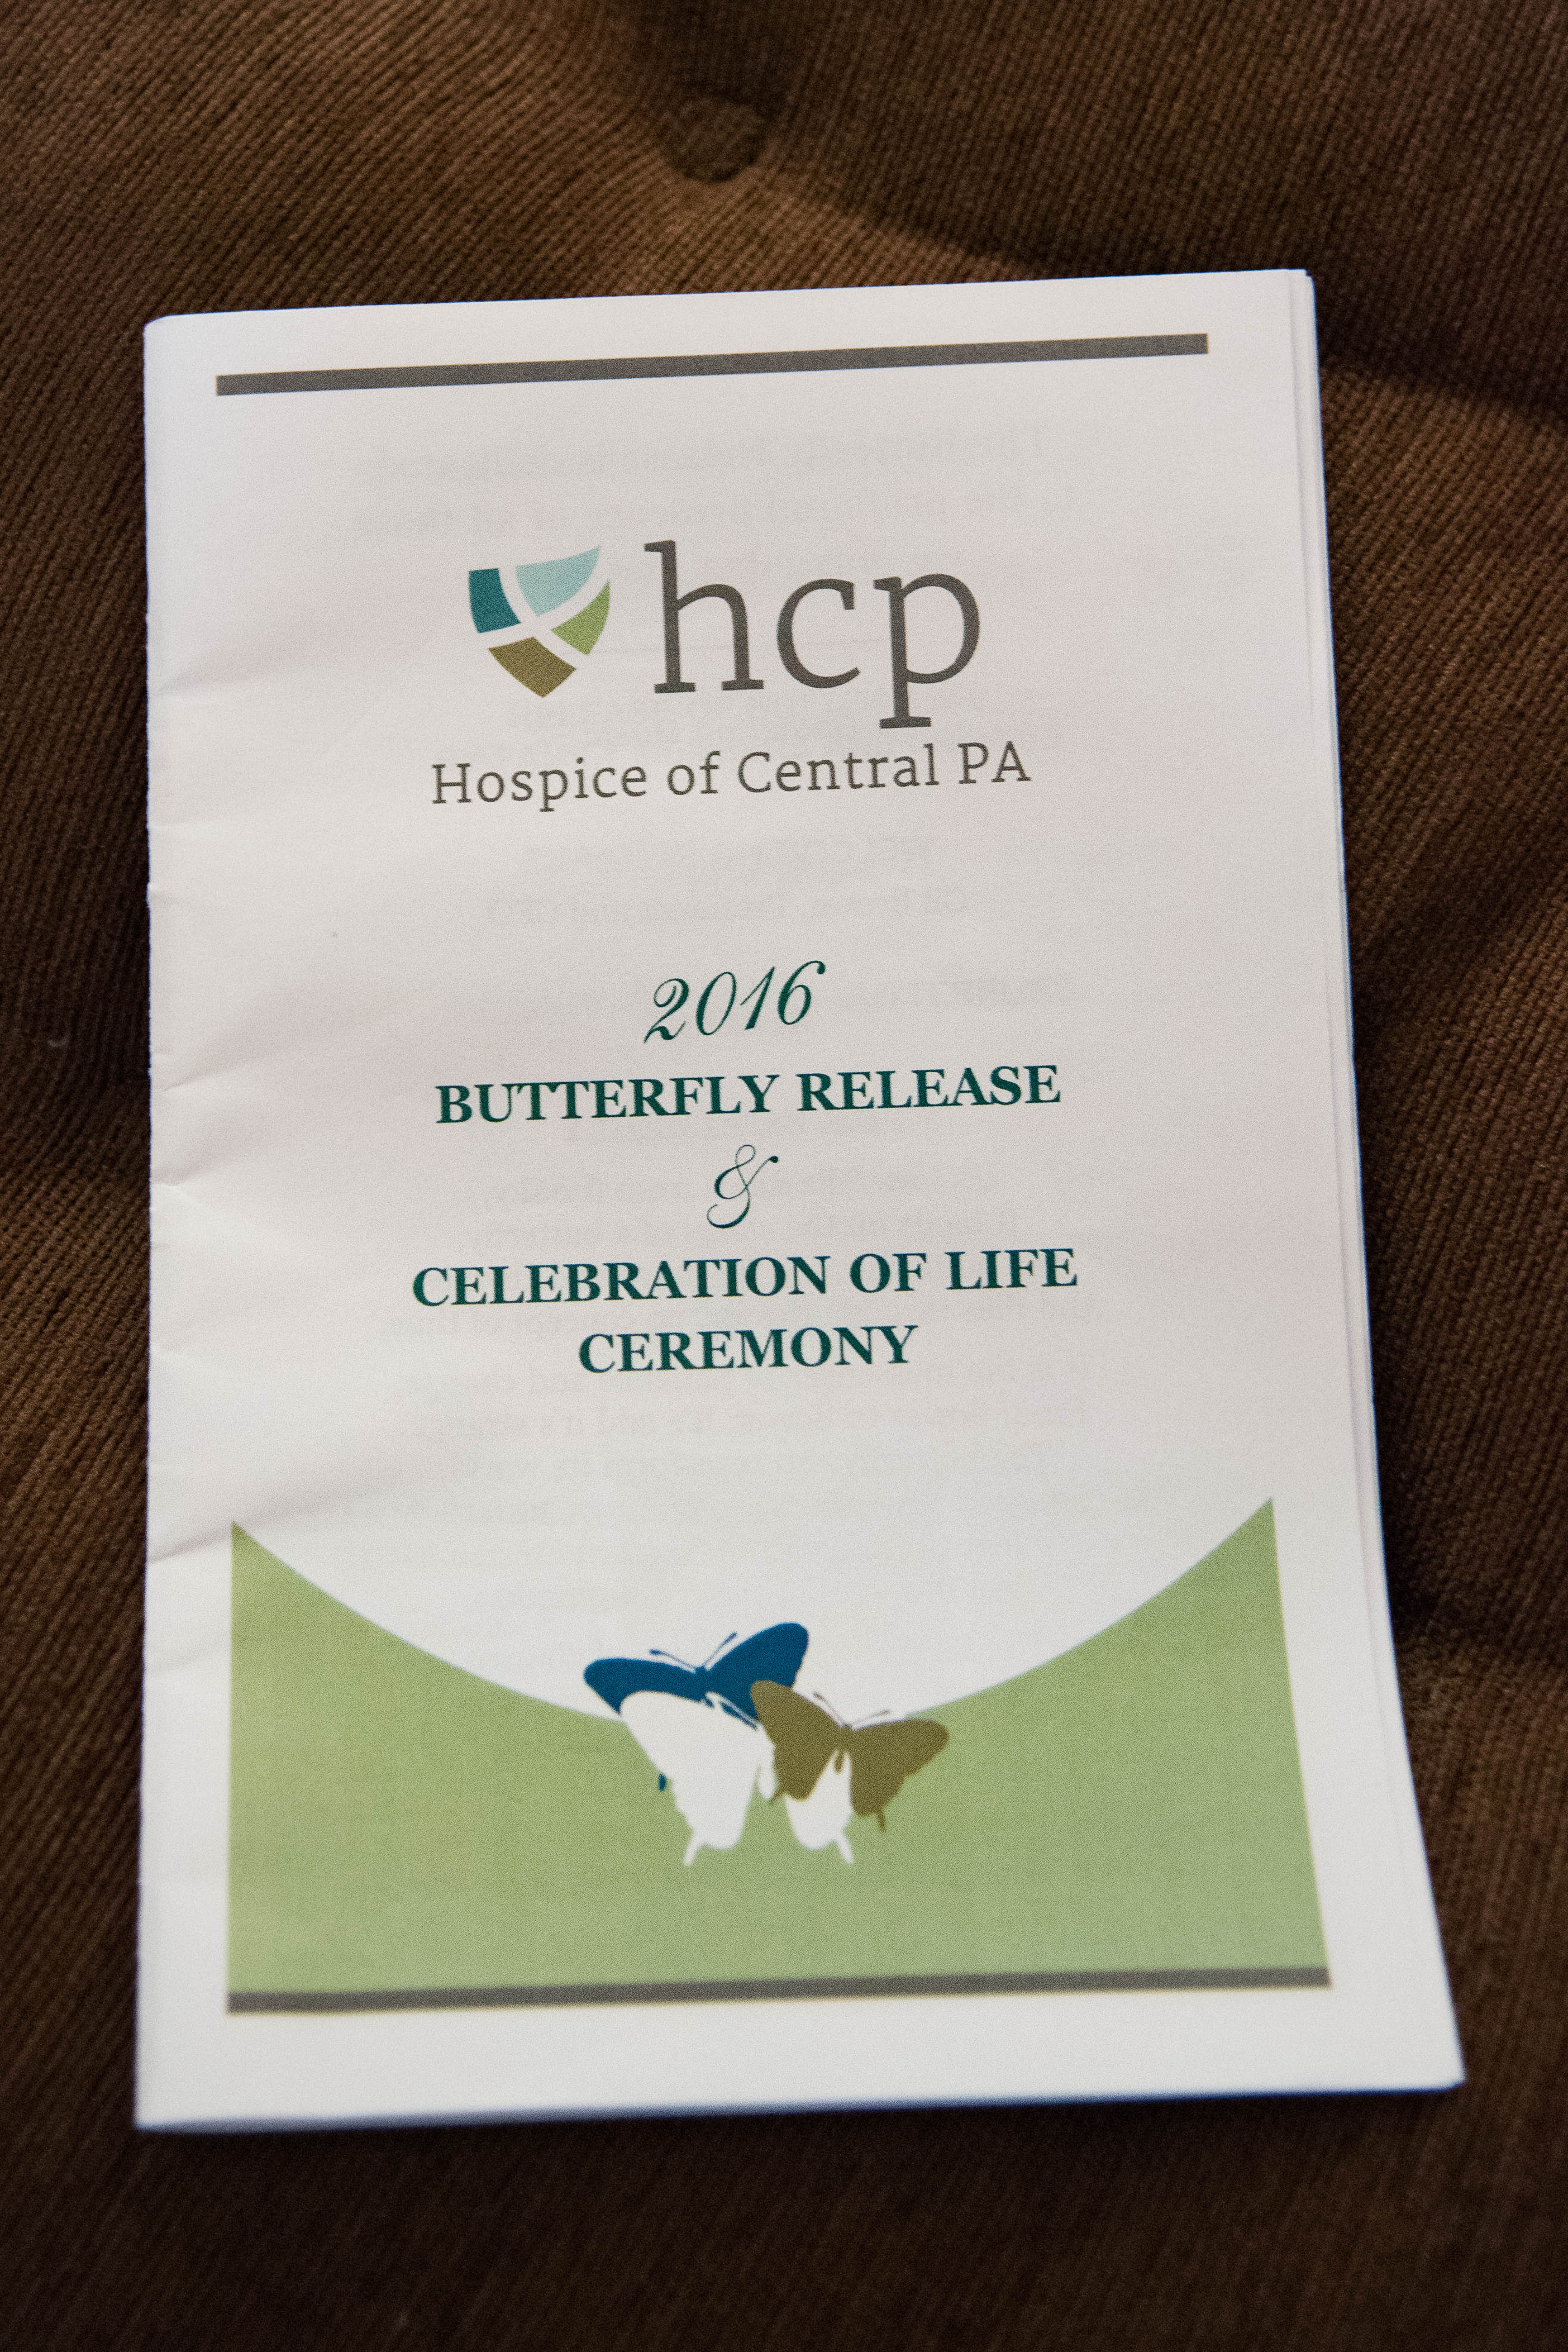 hcp
Hospice of Central PA
2016
BUTTERFLY RELEASE
&
CELEBRATION OF LIFE
CEREMONY